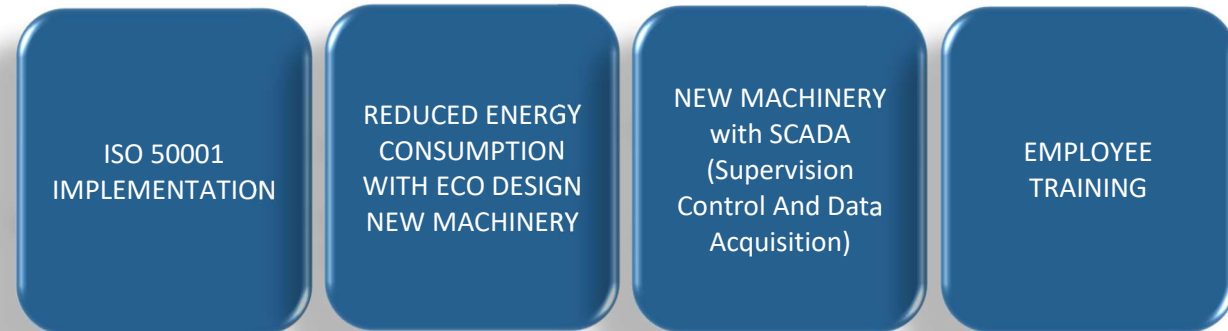 ISO 50001
IMPLEMENTATION
REDUCED ENERGY
CONSUMPTION
WITH ECO DESIGN
NEW MACHINERY
NEW MACHINERY
with SCADA
(Supervision
Control And Data
Acquisition)
EMPLOYEE
TRAINING